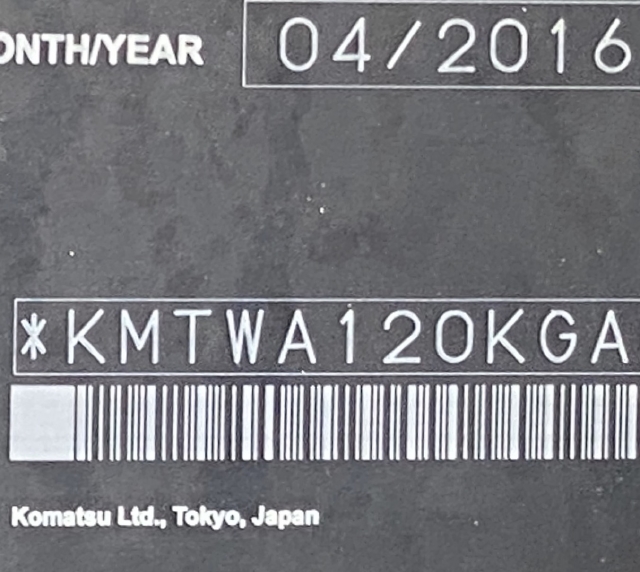 ONTH/YEAR 04/2016
*KMTWA120KGA
Komatsu Ltd., Tokyo, Japan